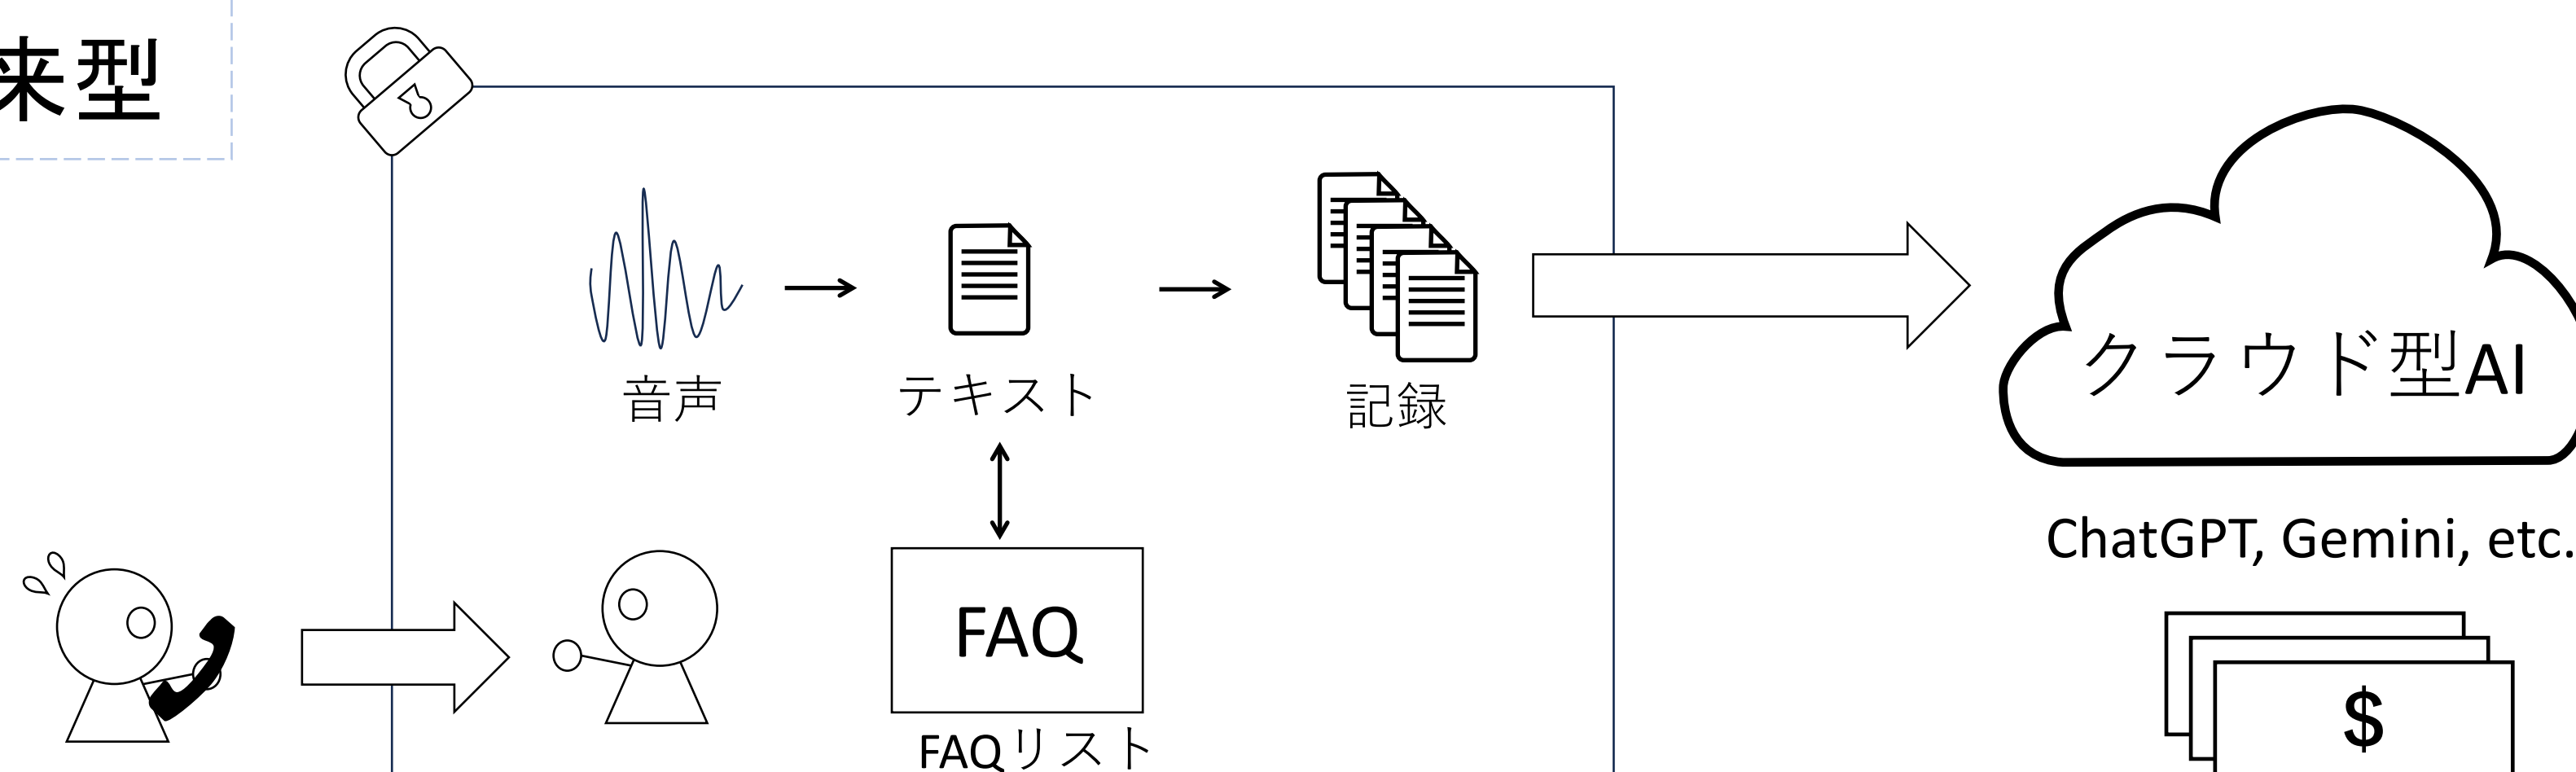 来型
音声
テキスト
記録
クラウド型AI
ChatGPT, Gemini, etc.
FAQ
FAQリスト
$